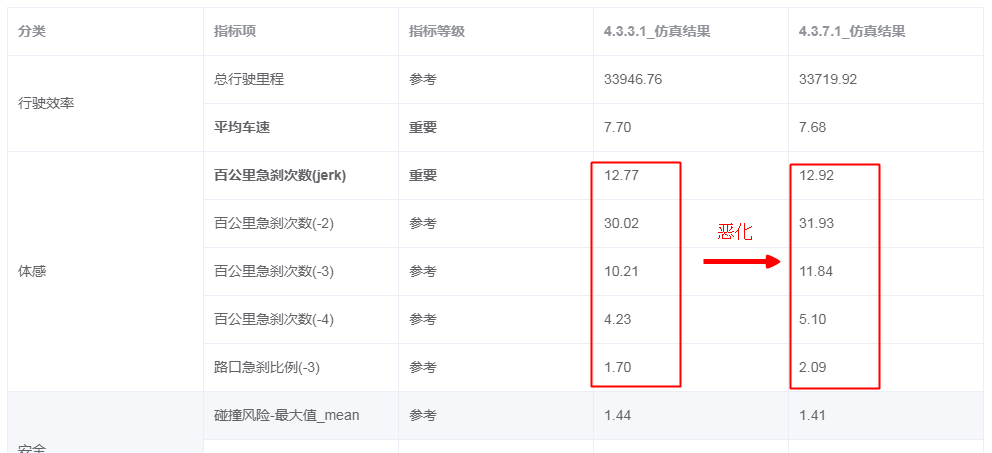 分类 指标项 指标等级 4.3.3.1_仿真结果 4.3.7.1_仿真结果
行驶效率
总行驶里程 参考 33946.76 33719.92
平均车速 重要 7.70 7.68
体感
百公里急刹次数(jerk) 重要 12.77 12.92
百公里急刹次数(-2) 参考 30.02 31.93
恶化
百公里急刹次数(-3) 参考 10.21 11.84
百公里急刹次数(-4) 参考 4.23 5.10
路口急刹比例(-3) 参考 1.70 2.09
碰撞风险-最大值_mean 参考 1.44 1.41
安全